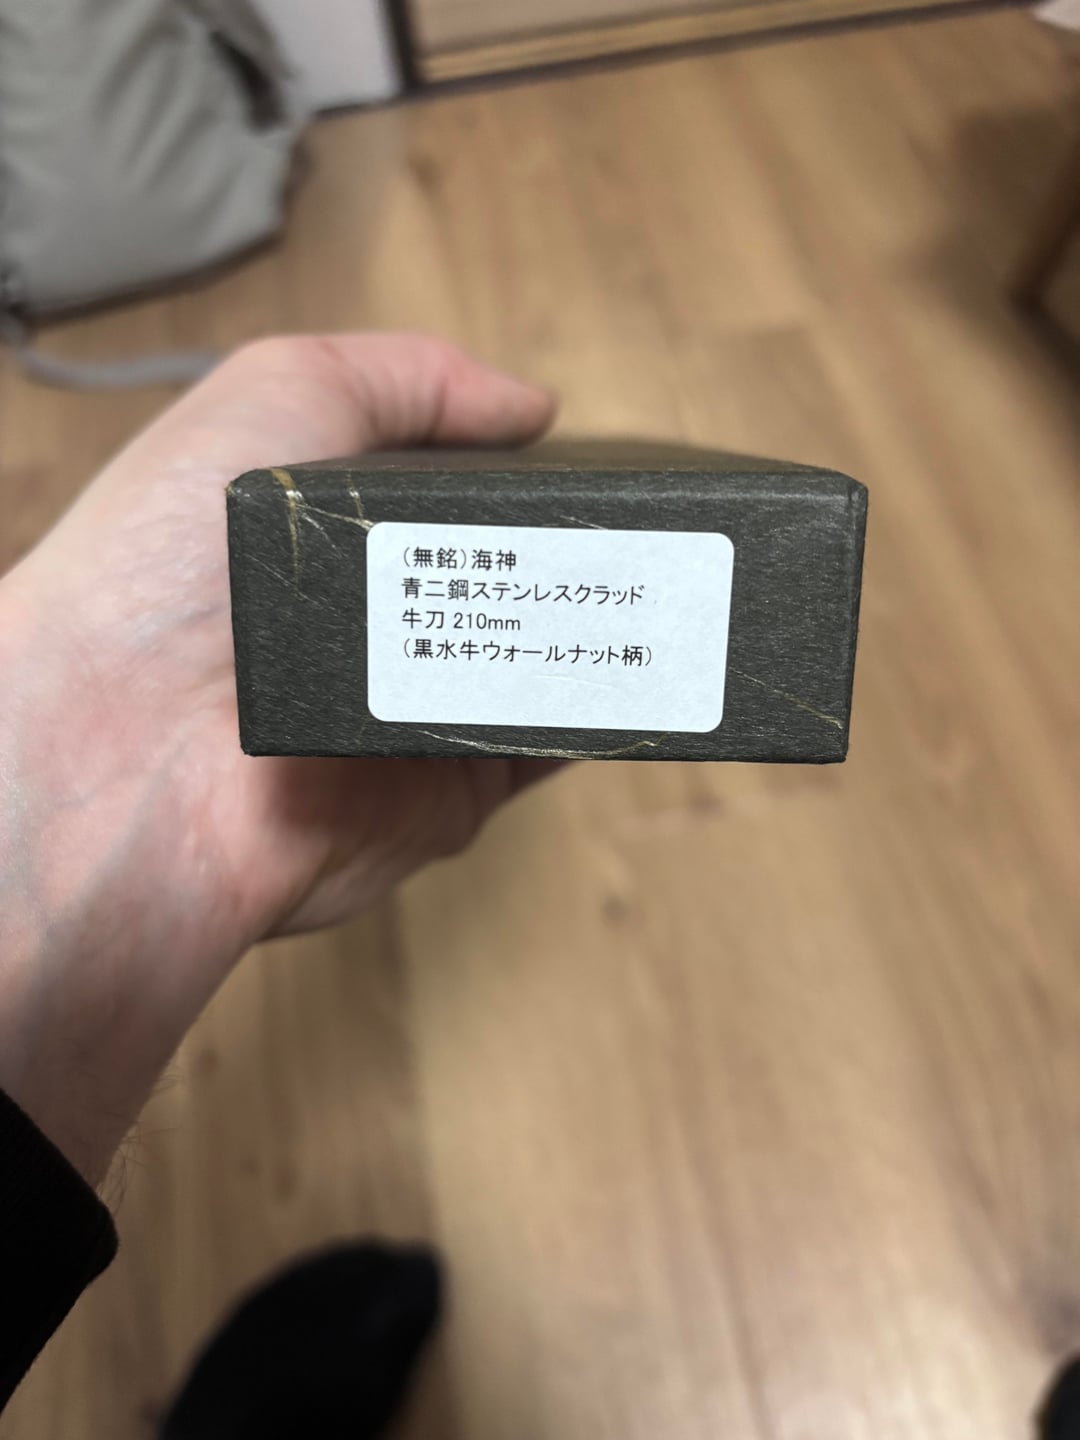 （無銘）海神
青二鋼ステンレスクラッド
牛刀 210mm
（黒水牛ウォールナット柄）